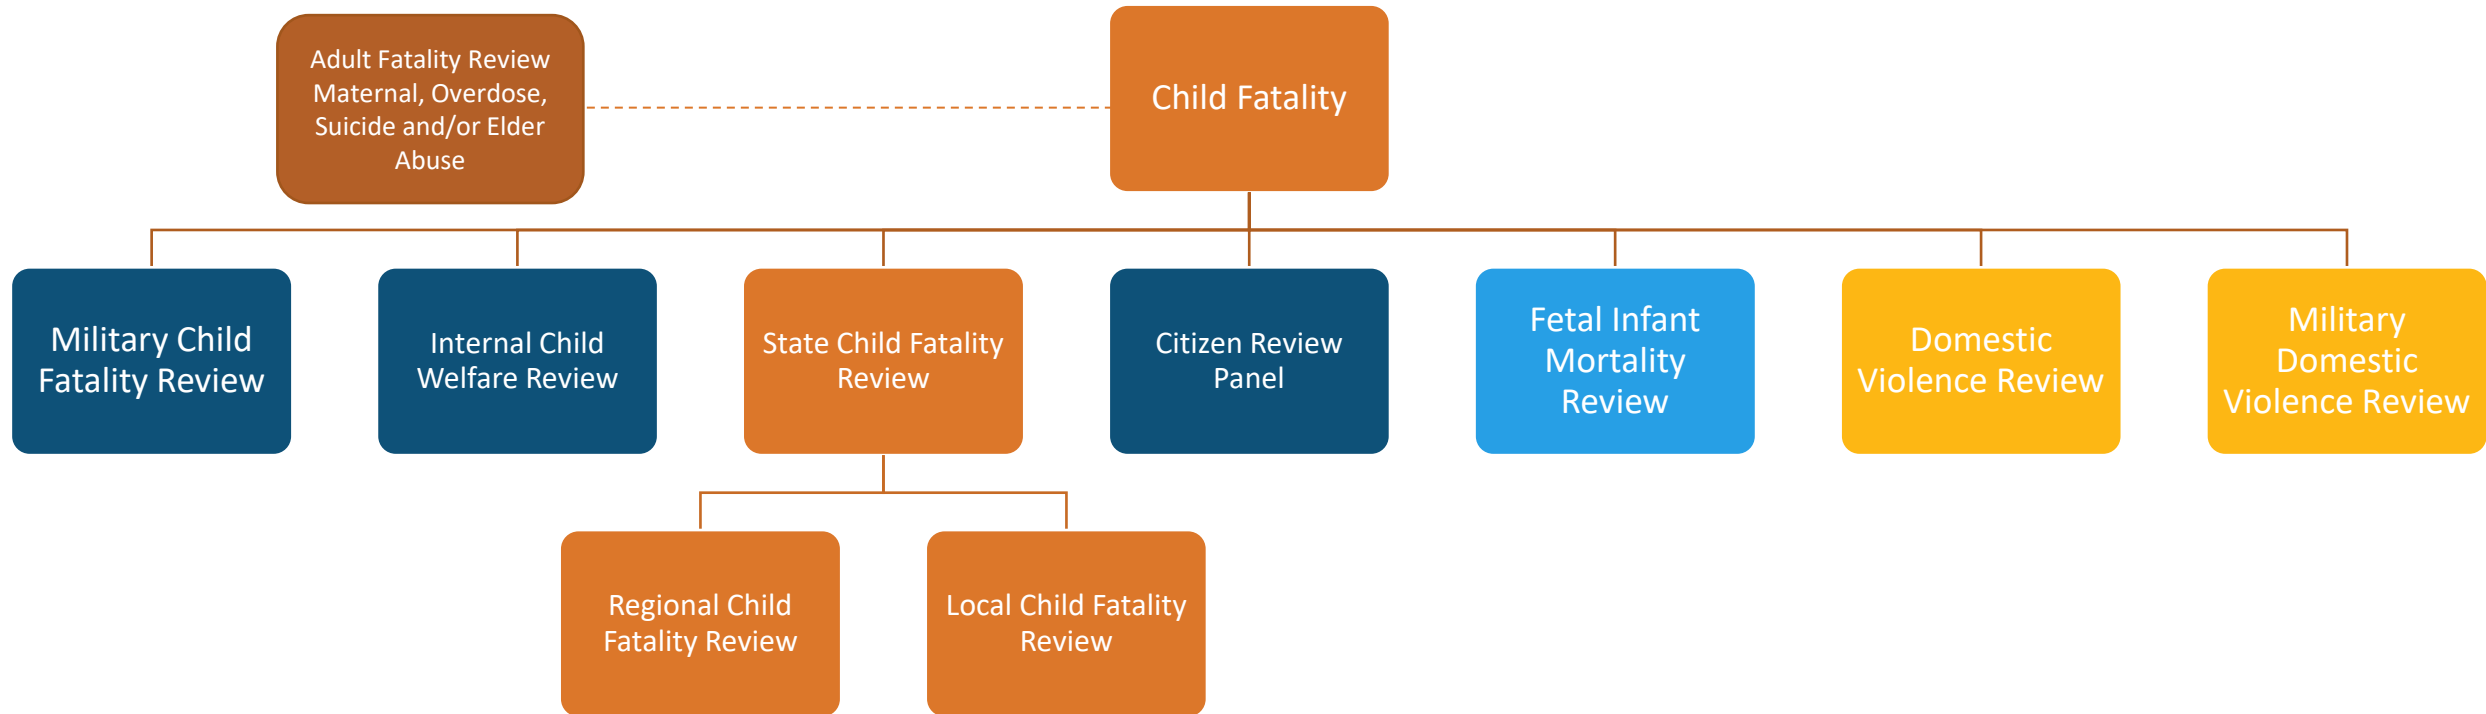 Adult Fatality Review
Maternal, Overdose,
Suicide and/or Elder
Abuse
Child Fatality
Military Child
Fatality Review
Internal Child
Welfare Review
State Child Fatality
Review
Citizen Review
Panel
Fetal Infant
Mortality
Review
Domestic
Violence Review
Military
Domestic
Violence Review
Regional Child
Fatality Review
Local Child Fatality
Review